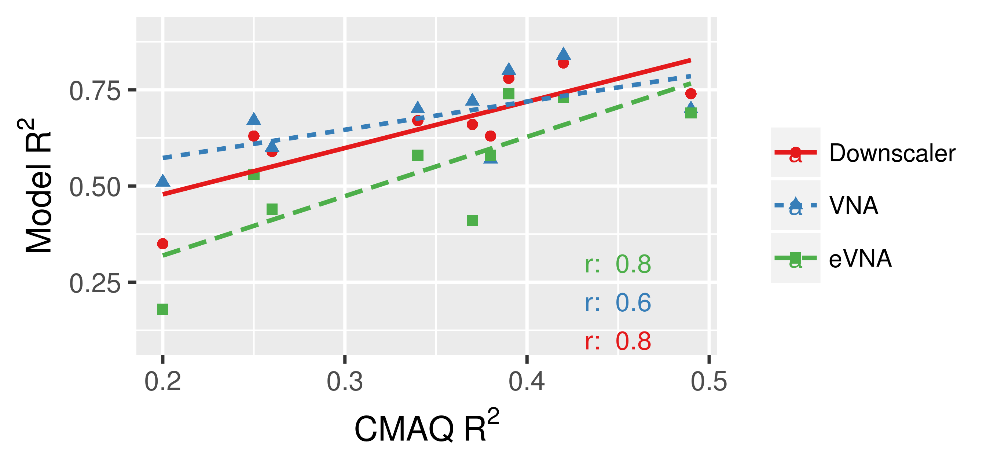 Model R²
0.75
0.50
0.25
0.2
0.3
0.4
0.5
CMAQ R²
r: 0.8
r: 0.6
r: 0.8
a Downscaler
a VNA
a eVNA